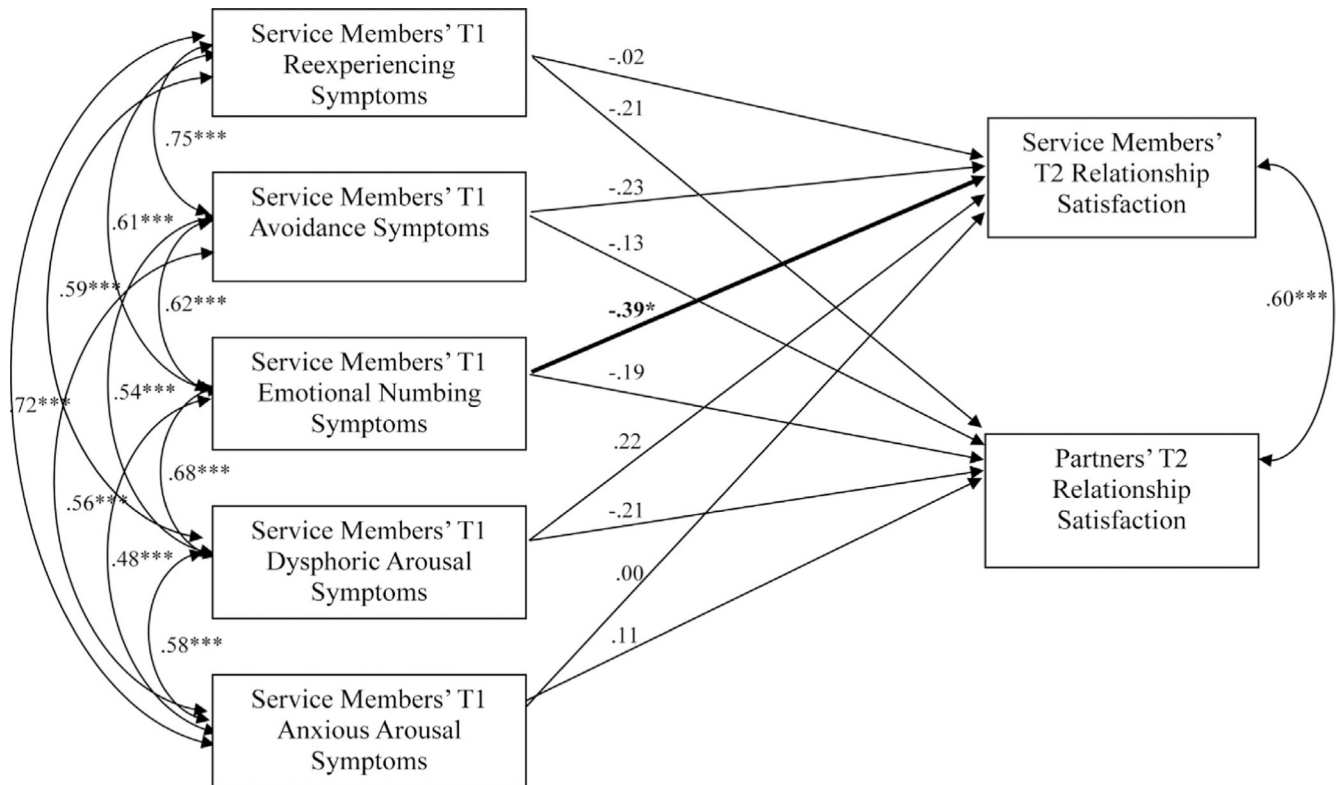 Service Members’ T1
Reexperiencing
Symptoms
Service Members’ T1
Avoidance Symptoms
Service Members’ T1
Emotional Numbing
Symptoms
Service Members’ T1
Dysphoric Arousal
Symptoms
Service Members’ T1
Anxious Arousal
Symptoms
.75***
.61***
.59***
.62***
.72***
.54***
.68***
.56***
.48***
.58***
-.02
-.21
-.23
-.13
-.39*
-.19
.22
-.21
.00
.11
Service Members’
T2 Relationship
Satisfaction
Partners’ T2
Relationship
Satisfaction
.60***